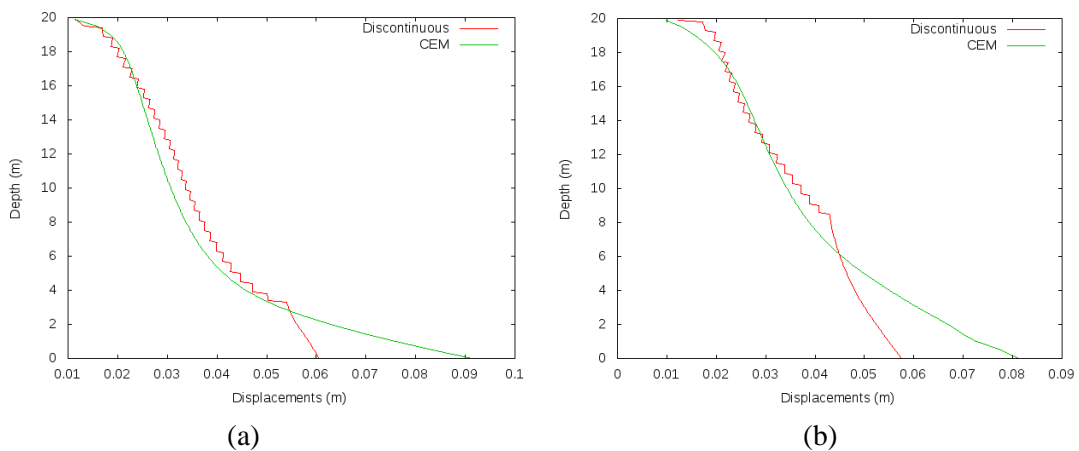 20
18
16
14
12
10
8
6
4
2
0
Depth (m)
0.01 0.02 0.03 0.04 0.05 0.06 0.07 0.08 0.09 0.1
Displacements (m)
Discontinuous
CEM
(a)
20
18
16
14
12
10
8
6
4
2
0
Depth (m)
0 0.01 0.02 0.03 0.04 0.05 0.06 0.07 0.08 0.09
Displacements (m)
Discontinuous
CEM
(b)